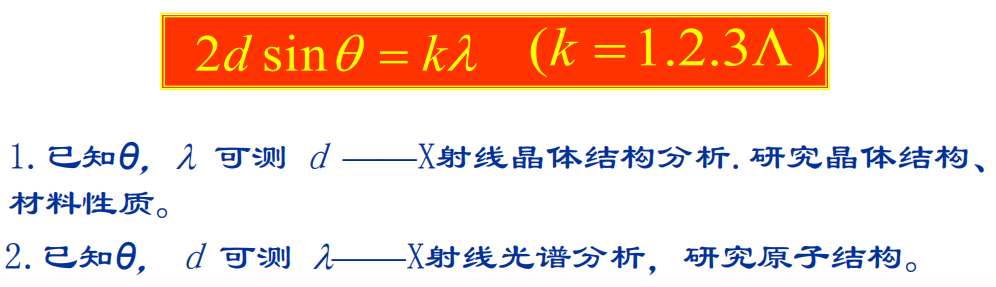 2d sinθ = kλ (k = 1.2.3Λ )
1. 已知θ, λ 可测 d ——X射线晶体结构分析. 研究晶体结构、
材料性质。
2. 已知θ, d 可测 λ——X射线光谱分析, 研究原子结构。